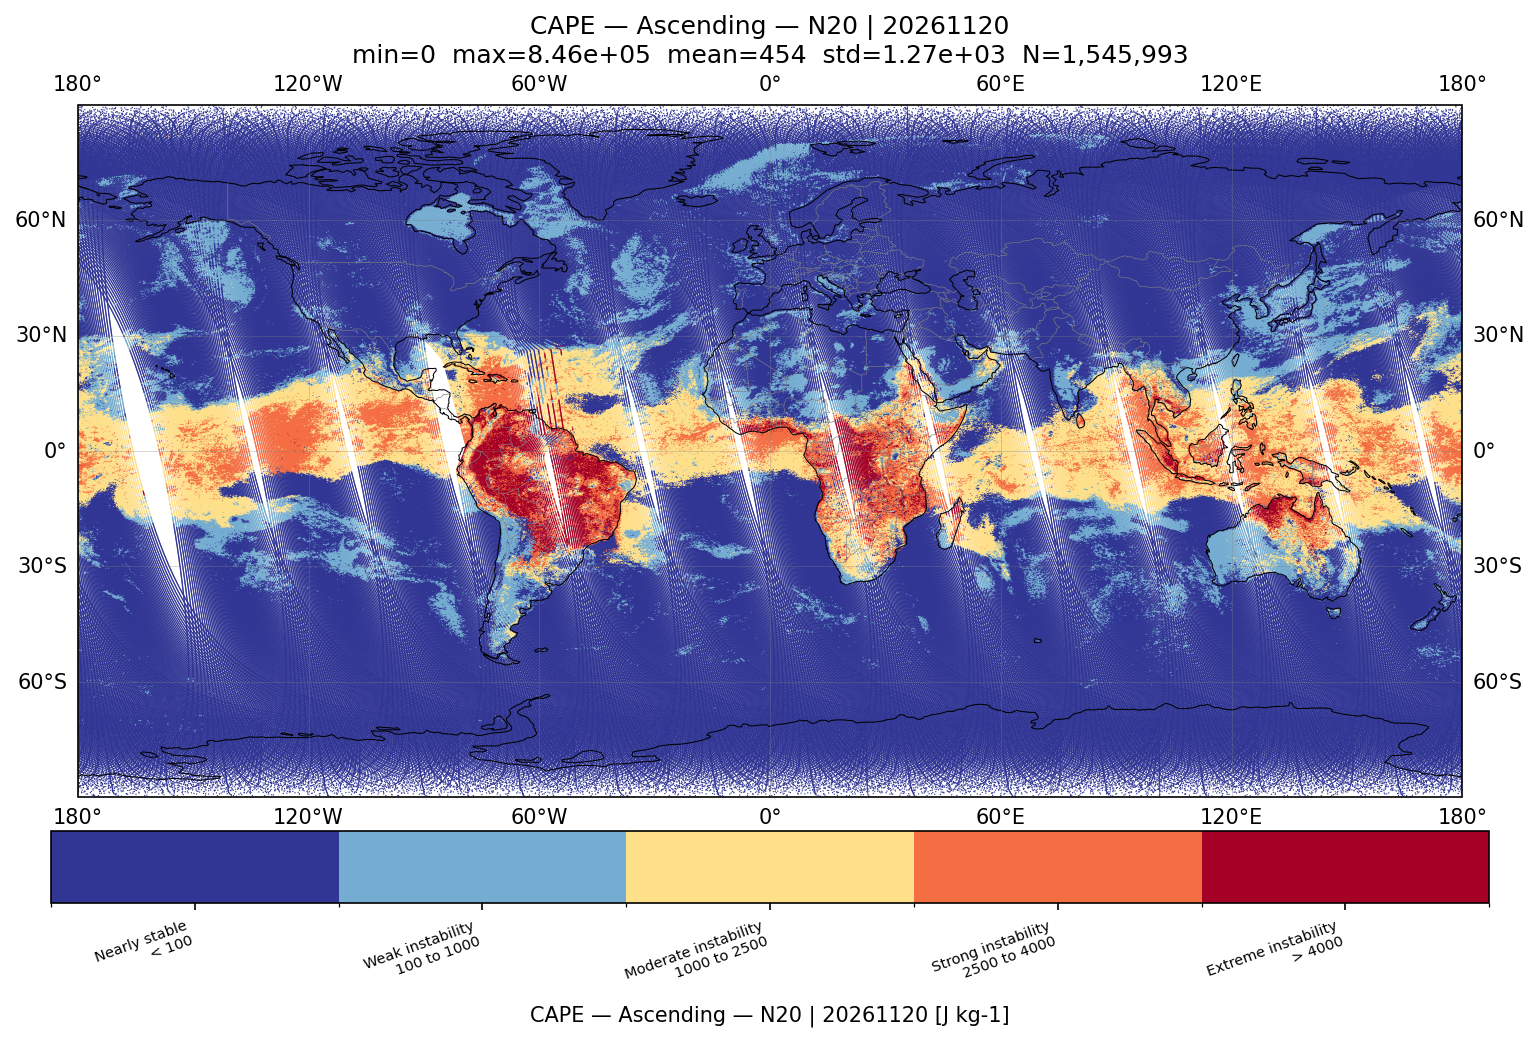 CAPE — Ascending — N20 | 20261120
min=0  max=8.46e+05  mean=454  std=1.27e+03  N=1,545,993
180° 120°W 60°W 0° 60°E 120°E 180°
60°N 60°N
30°N 30°N
0° 0°
30°S 30°S
60°S 60°S
180° 120°W 60°W 0° 60°E 120°E 180°
Nearly stable
< 100
Weak instability
100 to 1000
Moderate instability
1000 to 2500
Strong instability
2500 to 4000
Extreme instability
> 4000
CAPE — Ascending — N20 | 20261120 [J kg-1]